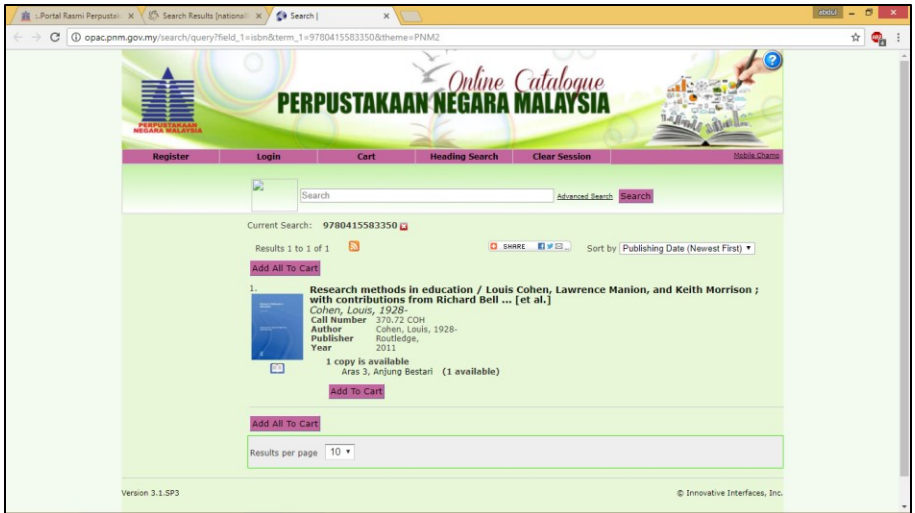 :.Portal Rasmi Perpustak
Search Results [national
Search |
abdul
opac.pnm.gov.my/search/query?field_1=isbn&term_1=9780415583350&theme=PNM2
Online Catalogue
PERPUSTAKAAN NEGARA MALAYSIA
PERPUSTAKAAN
NEGARA MALAYSIA
Register Login Cart Heading Search Clear Session Mobile Chamo
Search Advanced Search Search
Current Search: 9780415583350
Results 1 to 1 of 1 SHARE Sort by Publishing Date (Newest First)
Add All To Cart
1. Research methods in education / Louis Cohen, Lawrence Manion, and Keith Morrison ;
with contributions from Richard Bell ... [et al.]
Cohen, Louis, 1928-
Call Number 370.72 COH
Author Cohen, Louis, 1928-
Publisher Routledge,
Year 2011
1 copy is available
Aras 3, Anjung Bestari (1 available)
Add To Cart
Add All To Cart
Results per page 10
Version 3.1.SP3 © Innovative Interfaces, Inc.